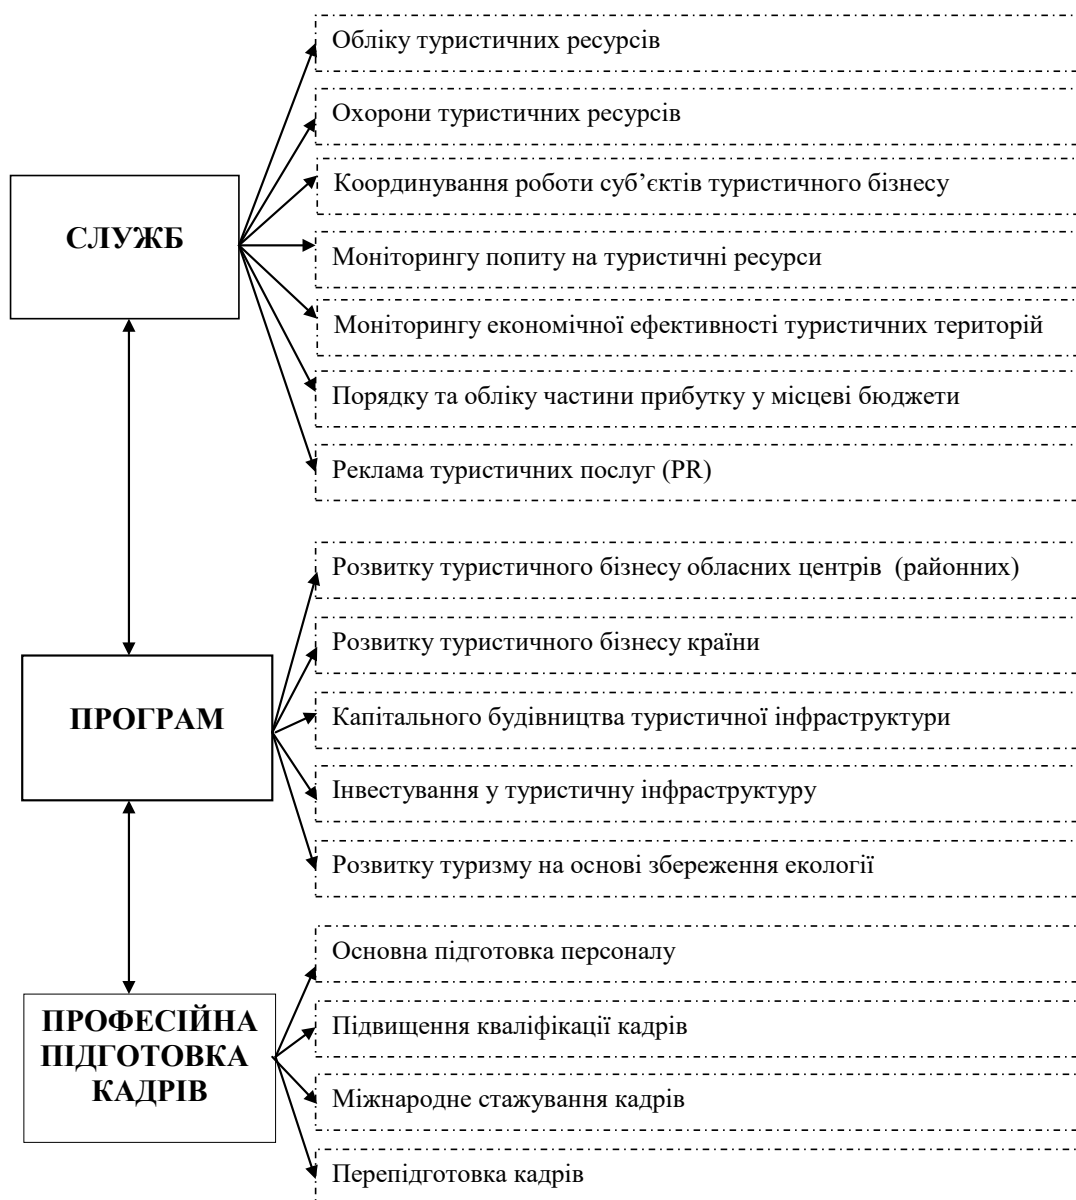 Обліку туристичних ресурсів
Охорони туристичних ресурсів
Координування роботи суб’єктів туристичного бізнесу
СЛУЖБ
Моніторингу попиту на туристичні ресурси
Моніторингу економічної ефективності туристичних територій
Порядку та обліку частини прибутку у місцеві бюджети
Реклама туристичних послуг (PR)
Розвитку туристичного бізнесу обласних центрів (районних)
Розвитку туристичного бізнесу країни
ПРОГРАМ
Капітального будівництва туристичної інфраструктури
Інвестування у туристичну інфраструктуру
Розвитку туризму на основі збереження екології
Основна підготовка персоналу
ПРОФЕСІЙНА
ПІДГОТОВКА
КАДРІВ
Підвищення кваліфікації кадрів
Міжнародне стажування кадрів
Перепідготовка кадрів